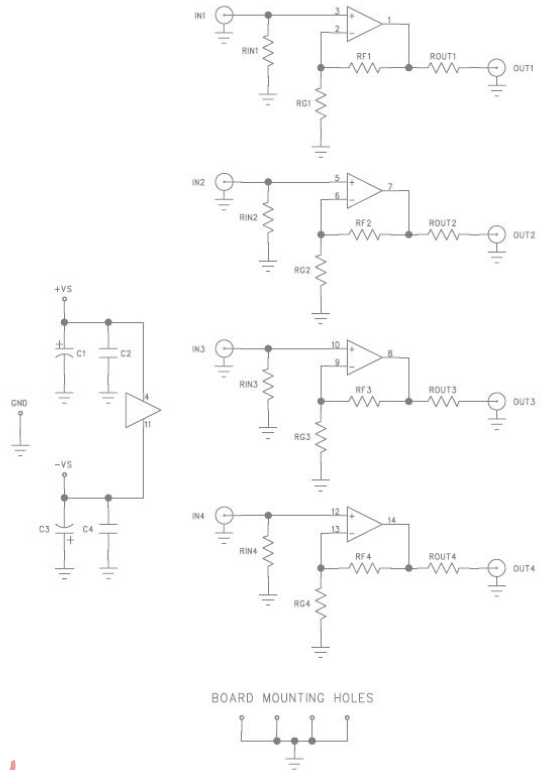 IN1
3
+
1
2
−
RIN1
RF1
ROUT1
OUT1
RG1
IN2
5
+
7
6
−
RIN2
RF2
ROUT2
OUT2
RG2
+VS
+
C1
C2
4
11
GND
−VS
C3
+
C4
IN3
10
+
8
9
−
RIN3
RF3
ROUT3
OUT3
RG3
IN4
12
+
14
13
−
RIN4
RF4
ROUT4
OUT4
RG4
BOARD MOUNTING HOLES